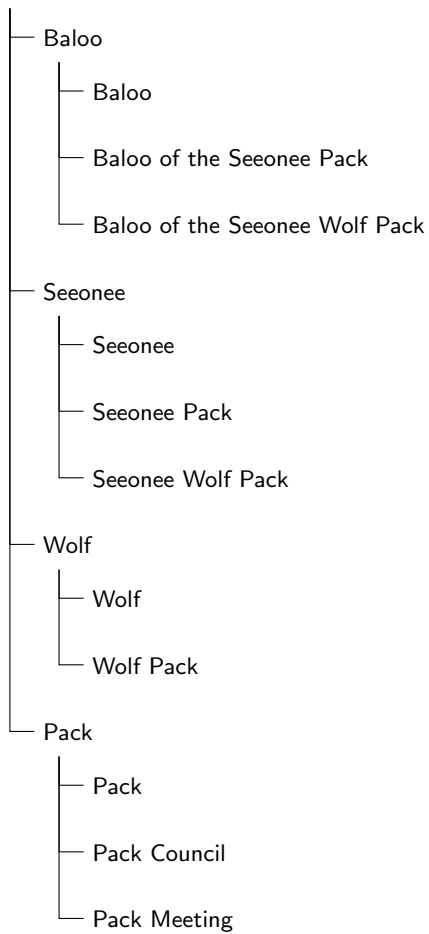 Baloo
Baloo
Baloo of the Seeonee Pack
Baloo of the Seeonee Wolf Pack
Seeonee
Seeonee
Seeonee Pack
Seeonee Wolf Pack
Wolf
Wolf
Wolf Pack
Pack
Pack
Pack Council
Pack Meeting